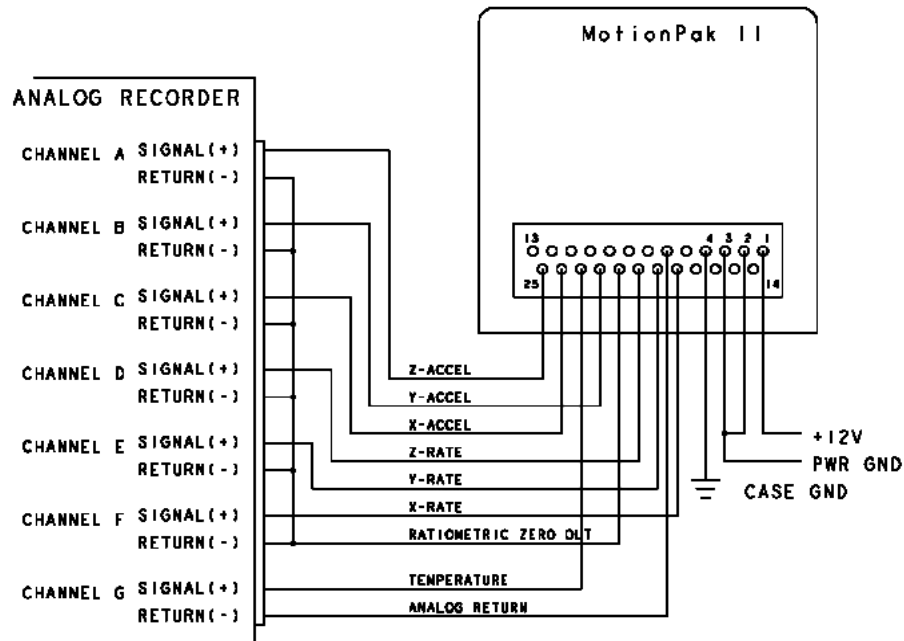 MotionPak II
ANALOG RECORDER
CHANNEL A SIGNAL(+)
RETURN(-)
CHANNEL B SIGNAL(+)
RETURN(-)
CHANNEL C SIGNAL(+)
RETURN(-)
CHANNEL D SIGNAL(+)
RETURN(-)
CHANNEL E SIGNAL(+)
RETURN(-)
CHANNEL F SIGNAL(+)
RETURN(-)
CHANNEL G SIGNAL(+)
RETURN(-)
13 4 3 2 1
25 14
Z-ACCEL
Y-ACCEL
X-ACCEL
Z-RATE
Y-RATE
X-RATE
RATIOMETRIC ZERO OUT
TEMPERATURE
ANALOG RETURN
+12V
PWR GND
CASE GND